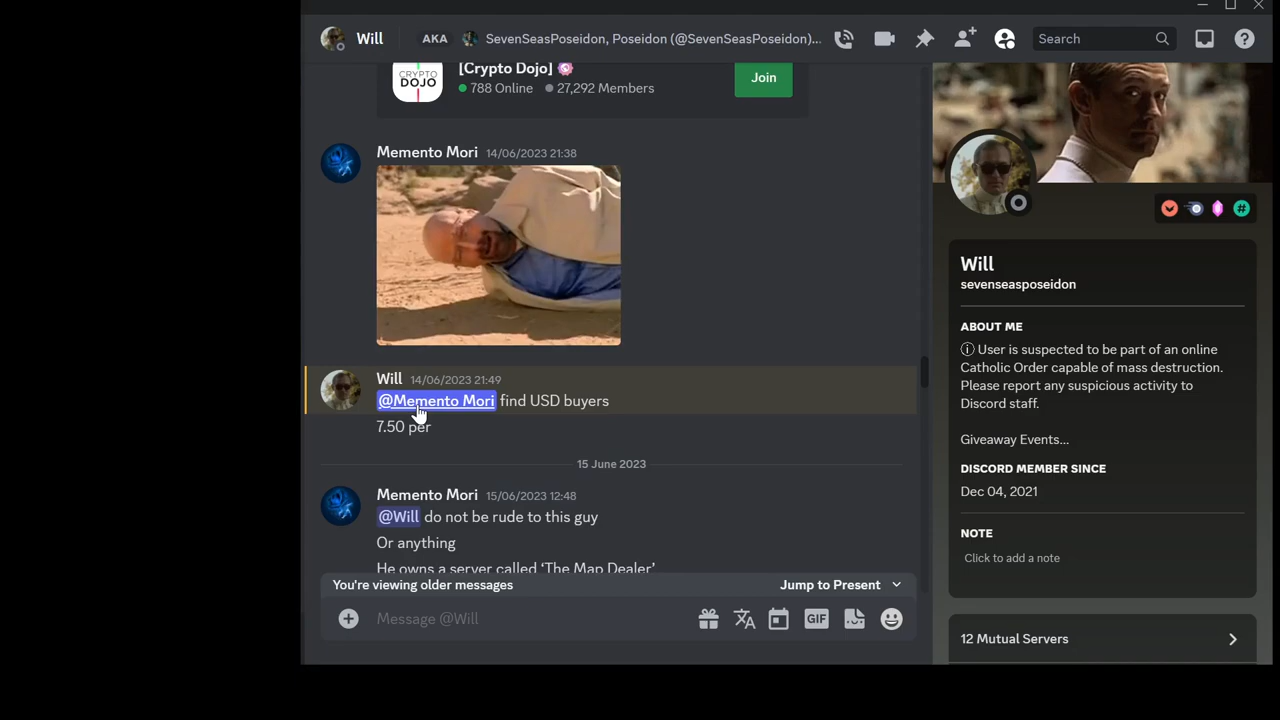 Will AKA SevenSeasPoseidon, Poseidon (@SevenSeasPoseidon)... Search
CRYPTO
DOJO
[Crypto Dojo]
788 Online 27,292 Members
Join
Memento Mori 14/06/2023 21:38
Will 14/06/2023 21:49
@Memento Mori find USD buyers
7.50 per
15 June 2023
Memento Mori 15/06/2023 12:48
@Will do not be rude to this guy
Or anything
He owns a server called ‘The Map Dealer’
You're viewing older messages Jump to Present
Message @Will
GIF
Will
sevenseasposeidon
ABOUT ME
ⓘ User is suspected to be part of an online
Catholic Order capable of mass destruction.
Please report any suspicious activity to
Discord staff.
Giveaway Events...
DISCORD MEMBER SINCE
Dec 04, 2021
NOTE
Click to add a note
12 Mutual Servers